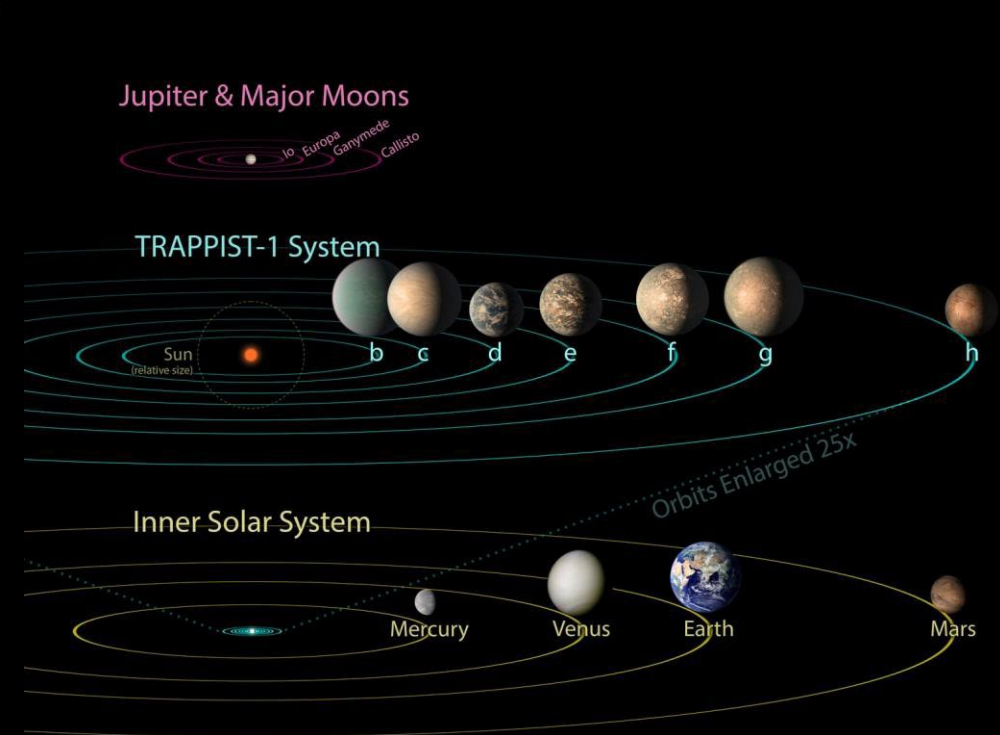 Jupiter & Major Moons
Io
Europa
Ganymede
Callisto
TRAPPIST-1 System
Sun
(relative size)
b c d e f g h
Orbits Enlarged 25x
Inner Solar System
Mercury Venus Earth Mars